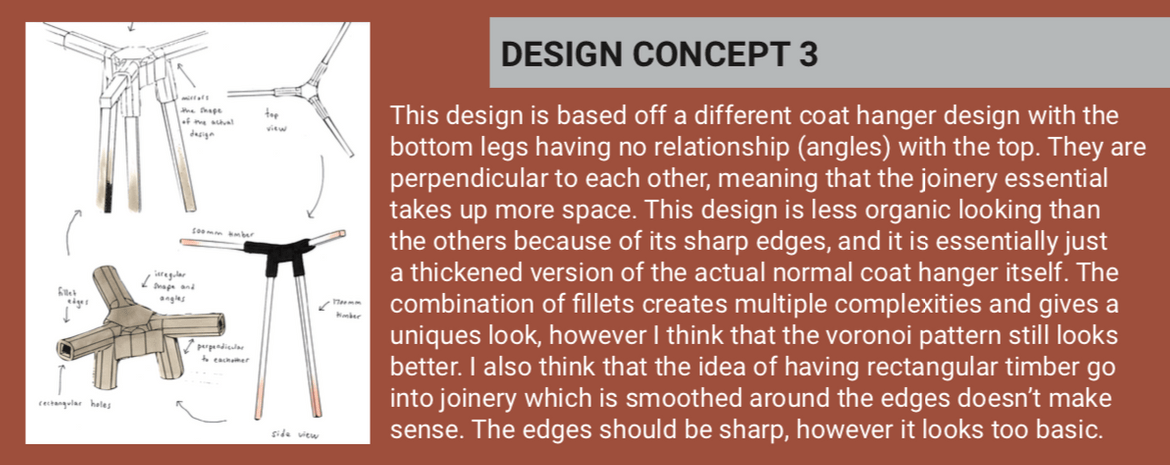 DESIGN CONCEPT 3
This design is based off a different coat hanger design with the
bottom legs having no relationship (angles) with the top. They are
perpendicular to each other, meaning that the joinery essential
takes up more space. This design is less organic looking than
the others because of its sharp edges, and it is essentially just
a thickened version of the actual normal coat hanger itself. The
combination of fillets creates multiple complexities and gives a
uniques look, however I think that the voronoi pattern still looks
better. I also think that the idea of having rectangular timber go
into joinery which is smoothed around the edges doesn't make
sense. The edges should be sharp, however it looks too basic.
mirrors
the shape
of the actual
design
top
view
500mm timber
irregular
shape and
angles
fillet
edges
1700mm
timber
perpendicular
to eachother
rectangular holes
side view